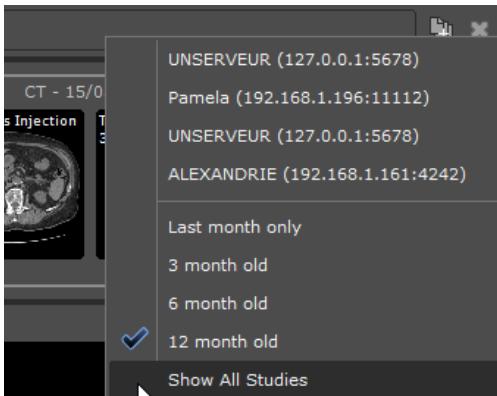 UNSERVEUR (127.0.0.1:5678)
CT - 15/0
Pamela (192.168.1.196:11112)
s Injection
UNSERVEUR (127.0.0.1:5678)
ALEXANDRIE (192.168.1.161:4242)
Last month only
3 month old
6 month old
12 month old
Show All Studies